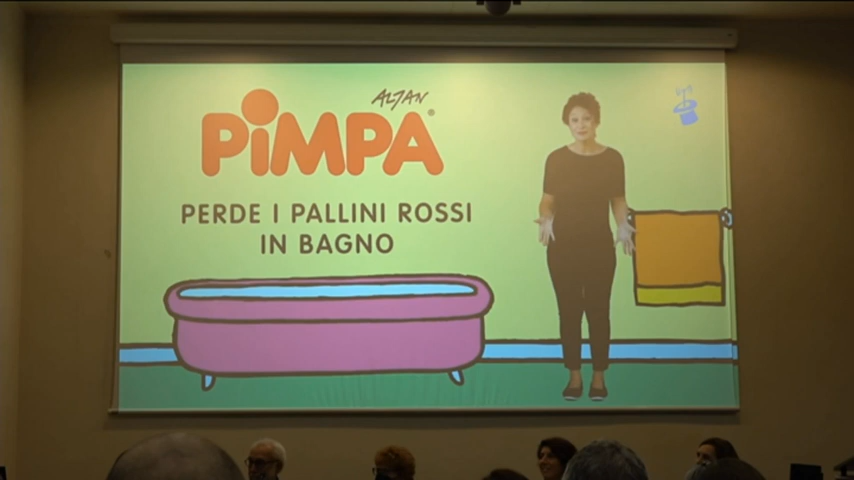 ALTAN
PiMPA®
PERDE I PALLINI ROSSI
IN BAGNO